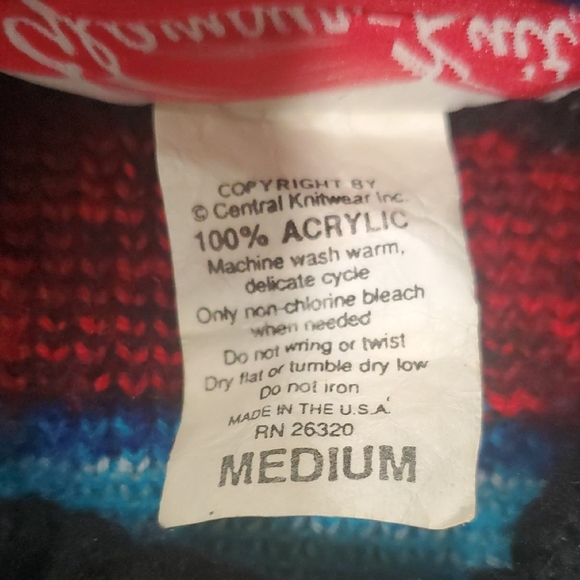 Glamour-Knit
COPYRIGHT BY
© Central Knitwear Inc.
100% ACRYLIC
Machine wash warm,
delicate cycle
Only non-chlorine bleach
when needed
Do not wring or twist
Dry flat or tumble dry low
Do not iron
MADE IN THE U.S.A.
RN 26320
MEDIUM